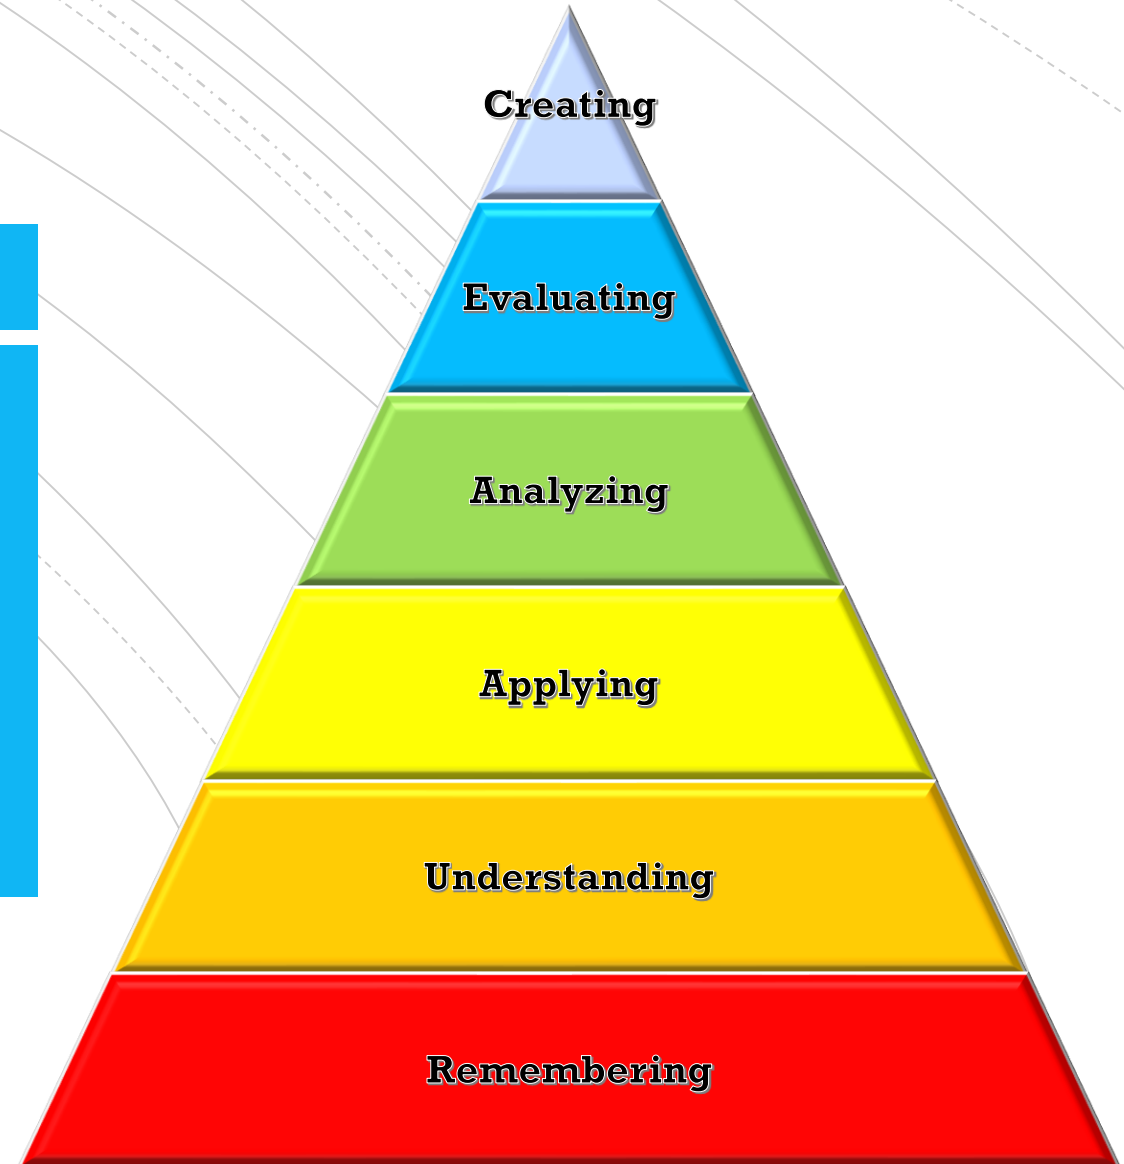 Creating
Evaluating
Analyzing
Applying
Understanding
Remembering